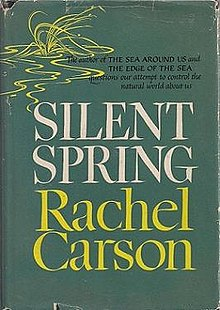 The author of THE SEA AROUND US and
THE EDGE OF THE SEA
questions our attempt to control the
natural world about us
SILENT
SPRING
Rachel
Carson